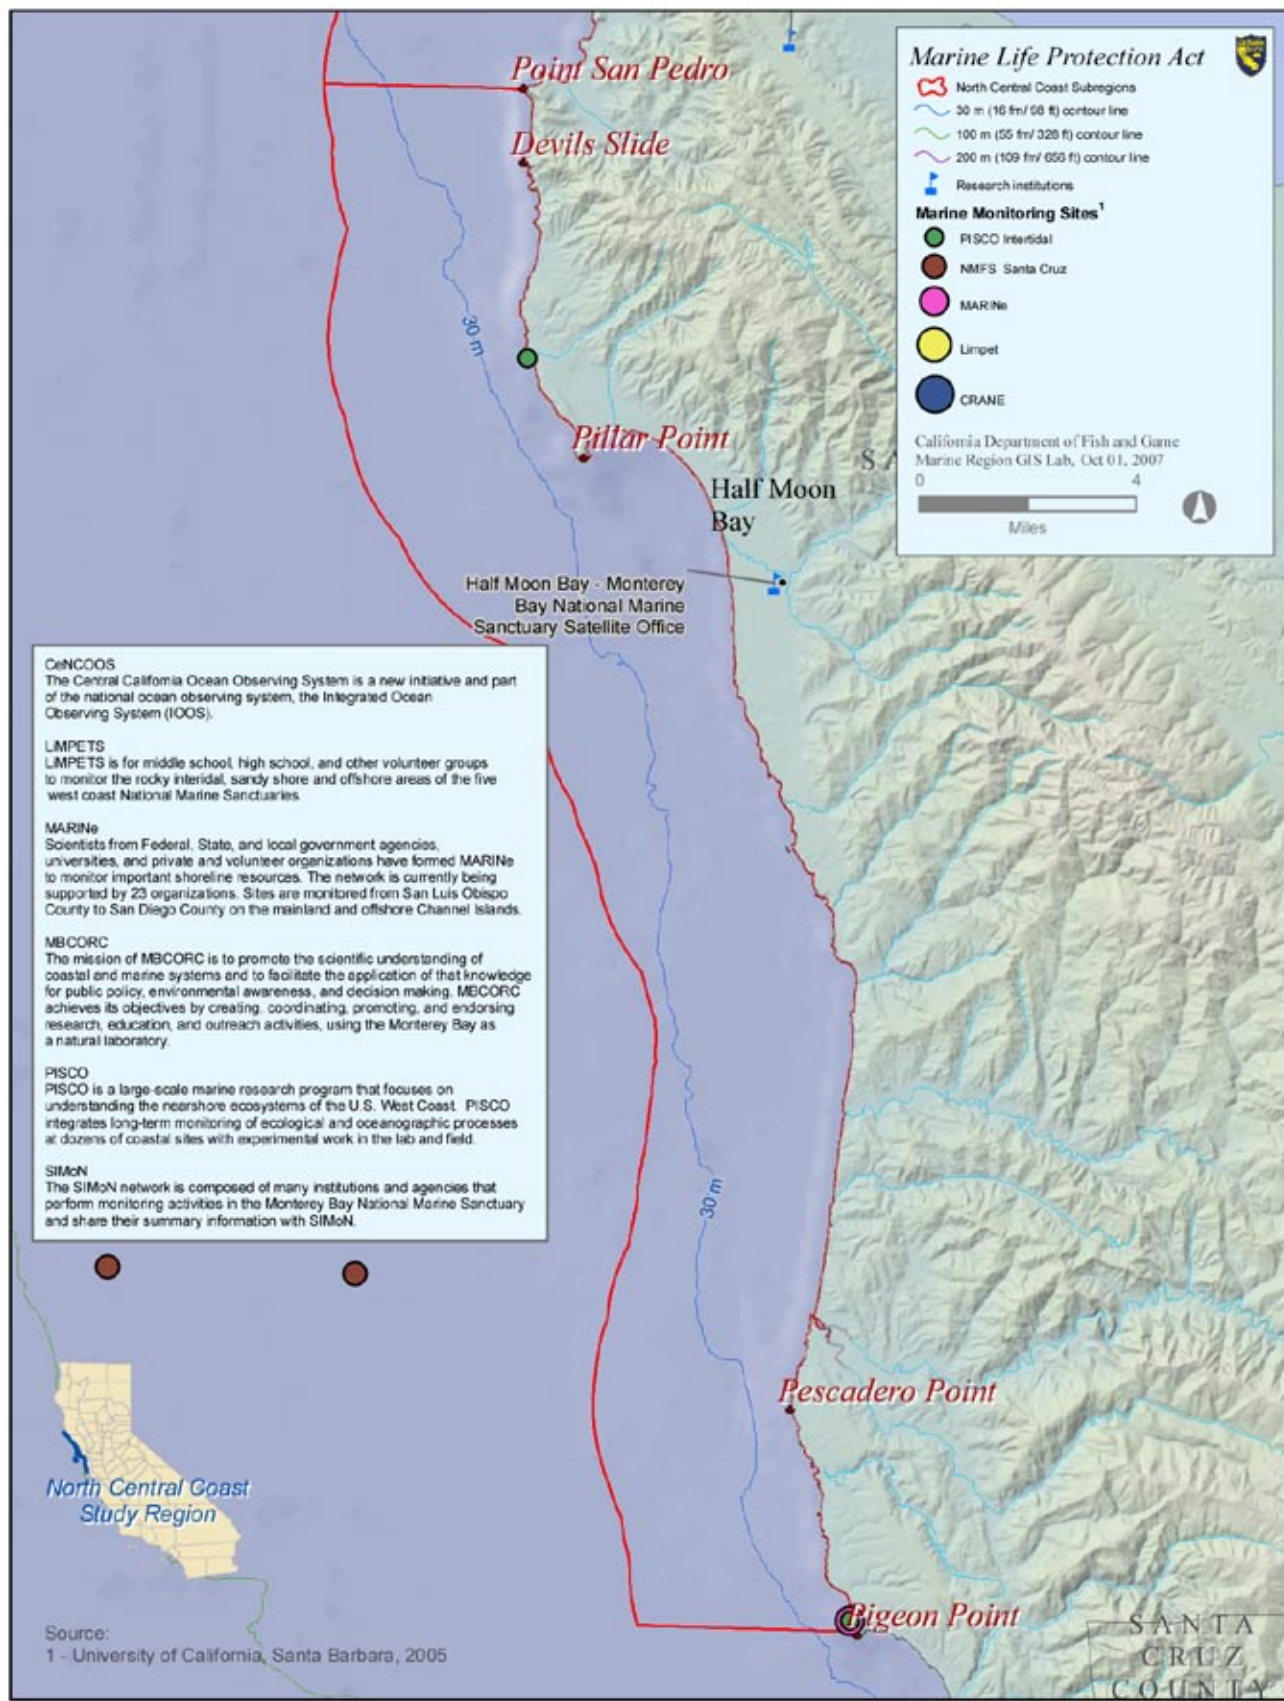 Point San Pedro
Devils Slide
30 m
Pillar Point
Half Moon
Bay
Half Moon Bay - Monterey
Bay National Marine
Sanctuary Satellite Office
S A
Marine Life Protection Act
North Central Coast Subregions
30 m (16 fm/ 98 ft) contour line
100 m (55 fm/ 328 ft) contour line
200 m (109 fm/ 656 ft) contour line
Research institutions
Marine Monitoring Sites1
PISCO Intertidal
NMFS Santa Cruz
MARINe
Limpet
CRANE
California Department of Fish and Game
Marine Region GIS Lab, Oct 01, 2007
0 4
Miles
CeNCOOS
The Central California Ocean Observing System is a new initiative and part
of the national ocean observing system, the Integrated Ocean
Observing System (IOOS).
LiMPETS
LiMPETS is for middle school, high school, and other volunteer groups
to monitor the rocky interidal, sandy shore and offshore areas of the five
west coast National Marine Sanctuaries.
MARINe
Scientists from Federal, State, and local government agencies,
universities, and private and volunteer organizations have formed MARINe
to monitor important shoreline resources. The network is currently being
supported by 23 organizations. Sites are monitored from San Luis Obispo
County to San Diego County on the mainland and offshore Channel Islands.
MBCORC
The mission of MBCORC is to promote the scientific understanding of
coastal and marine systems and to facilitate the application of that knowledge
for public policy, environmental awareness, and decision making. MBCORC
achieves its objectives by creating, coordinating, promoting, and endorsing
research, education, and outreach activities, using the Monterey Bay as
a natural laboratory.
PISCO
PISCO is a large-scale marine research program that focuses on
understanding the nearshore ecosystems of the U.S. West Coast. PISCO
integrates long-term monitoring of ecological and oceanographic processes
at dozens of coastal sites with experimental work in the lab and field.
SIMoN
The SIMoN network is composed of many institutions and agencies that
perform monitoring activities in the Monterey Bay National Marine Sanctuary
and share their summary information with SIMoN.
30 m
Pescadero Point
North Central Coast
Study Region
Pigeon Point
SANTA
CRUZ
COUNTY
Source:
1 - University of California, Santa Barbara, 2005